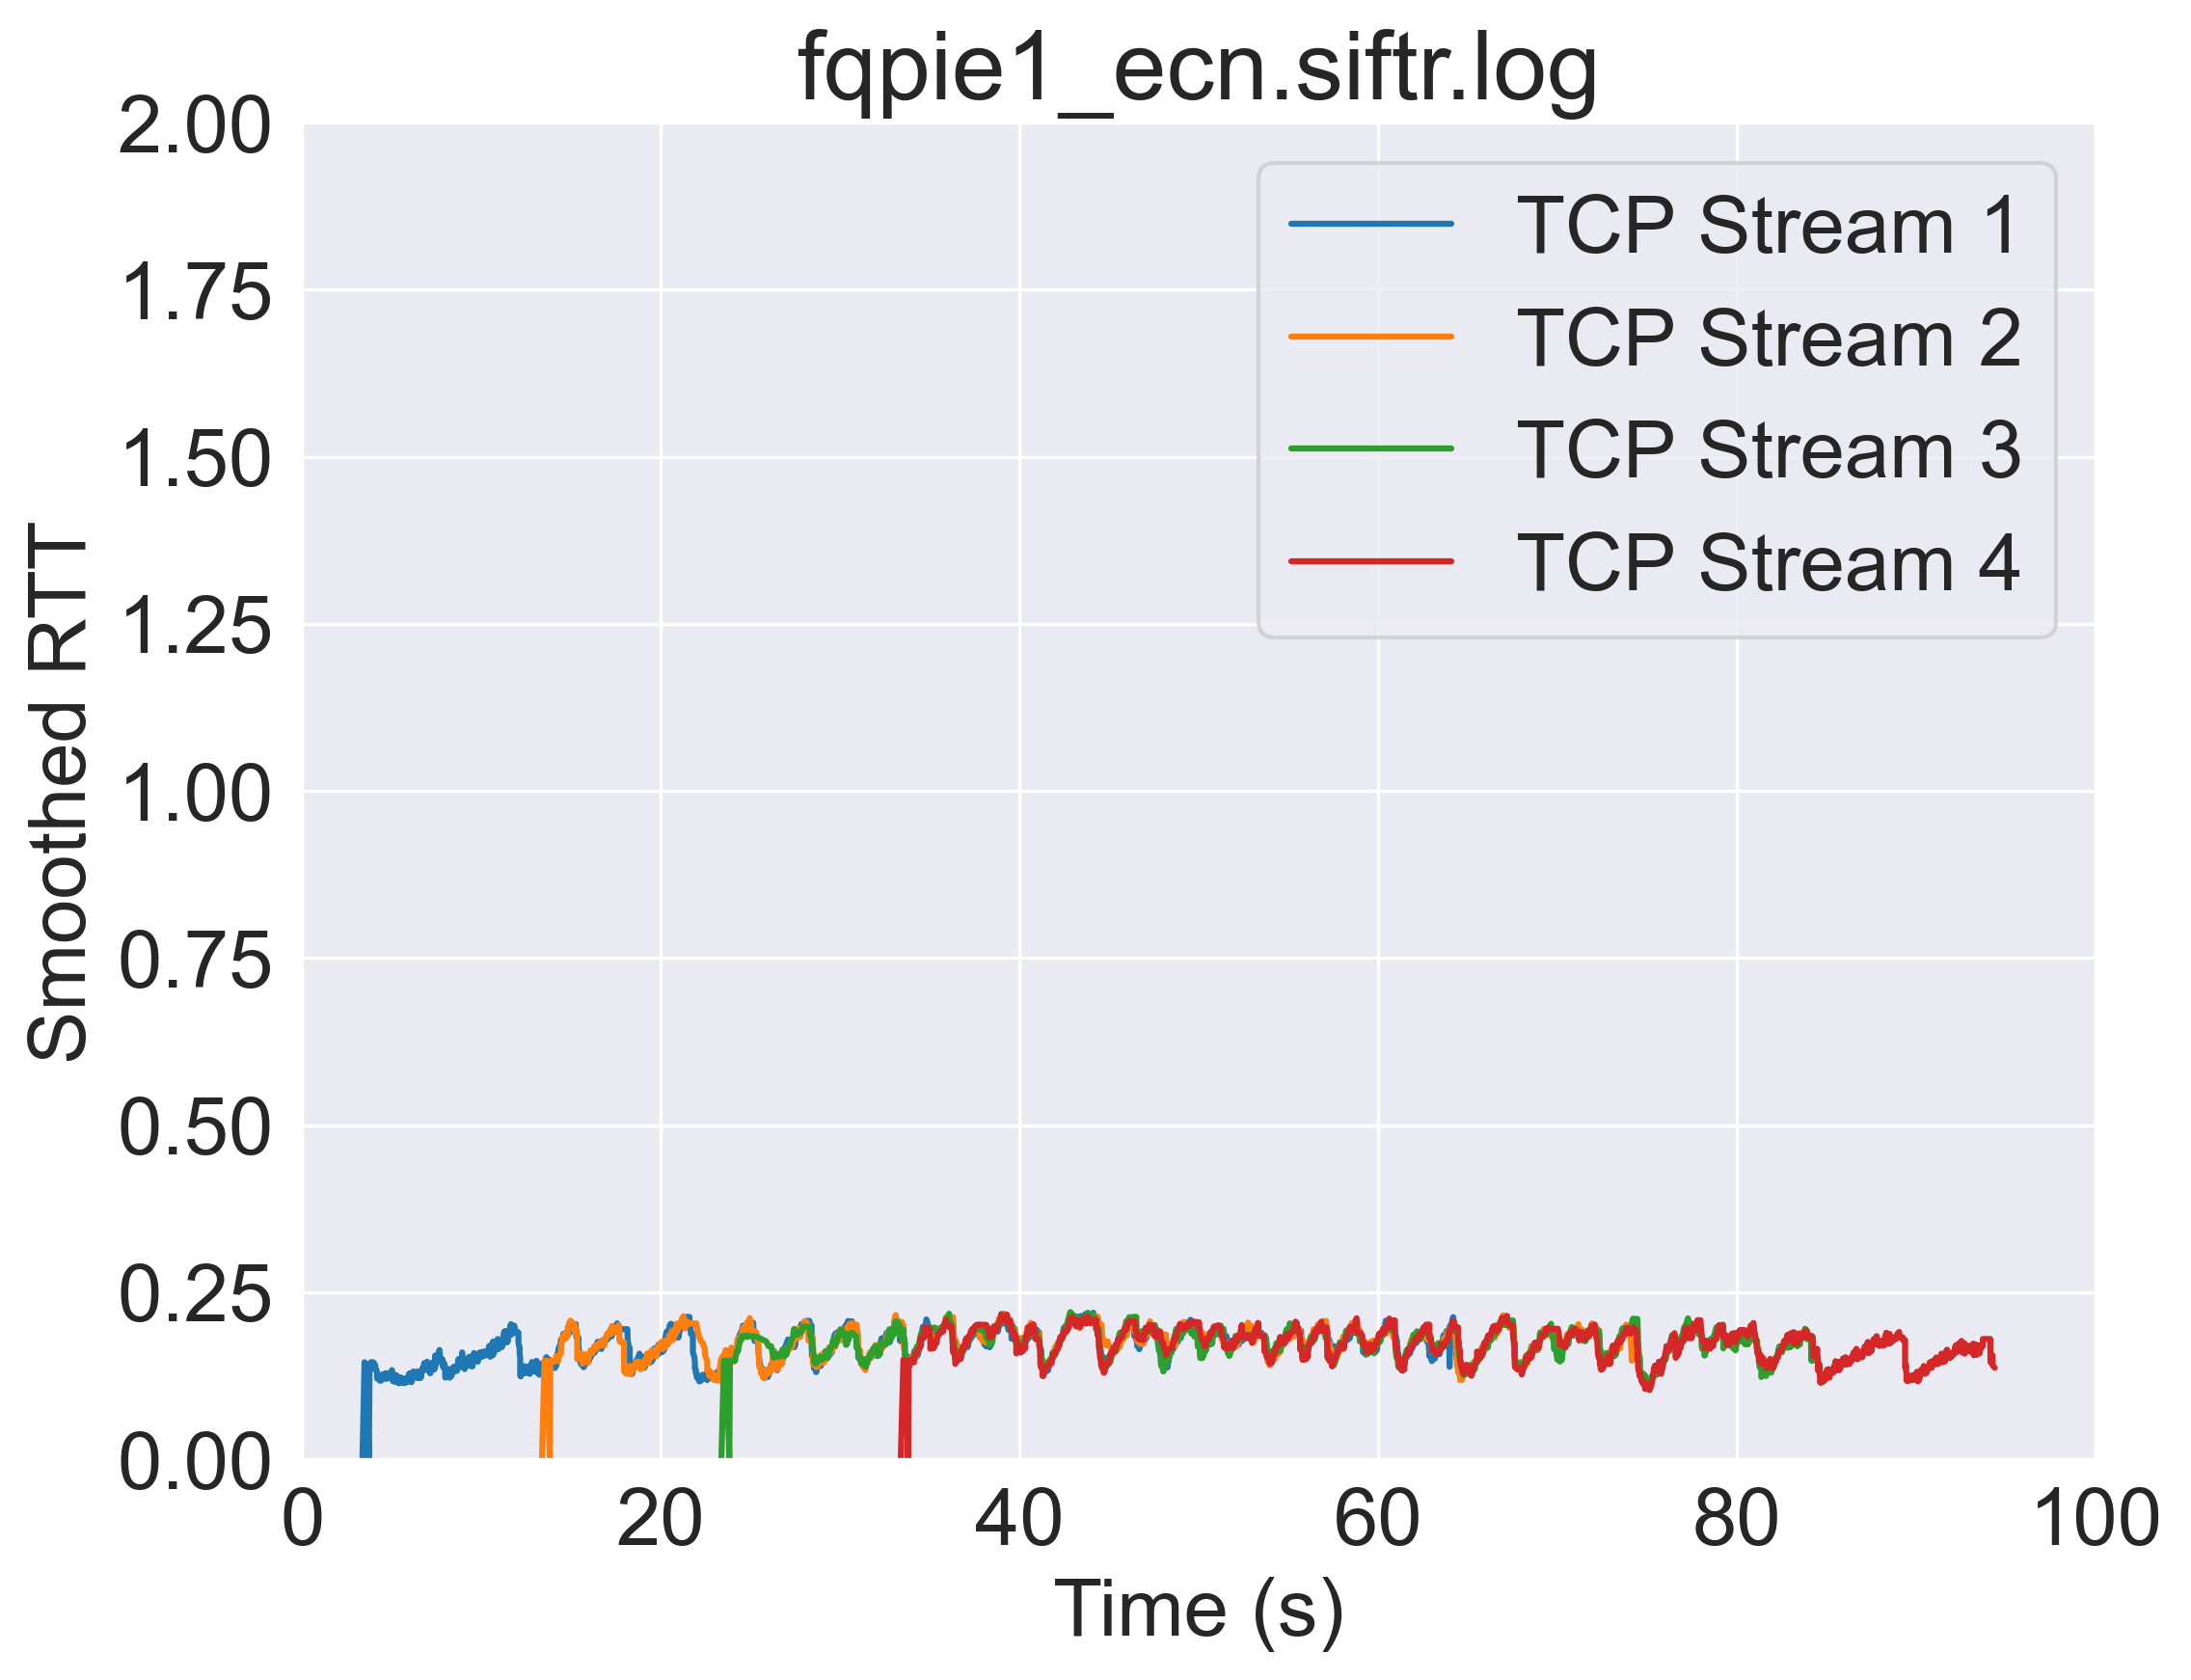 fqpie1_ecn.siftr.log
2.00
1.75
1.50
1.25
1.00
0.75
0.50
0.25
0.00
Smoothed RTT
TCP Stream 1
TCP Stream 2
TCP Stream 3
TCP Stream 4
0 20 40 60 80 100
Time (s)